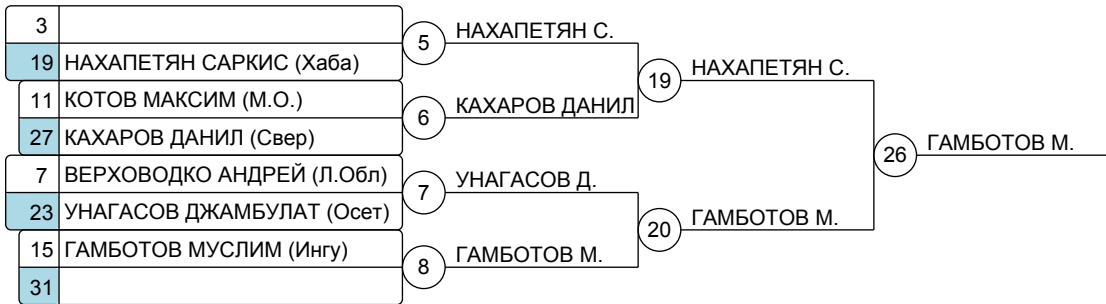 3
5
НАХАПЕТЯН С.
19 НАХАПЕТЯН САРКИС (Хаба)
19
НАХАПЕТЯН С.
11 КОТОВ МАКСИМ (М.О.)
6
КАХАРОВ ДАНИЛ
27 КАХАРОВ ДАНИЛ (Свер)
26
ГАМБОТОВ М.
7 ВЕРХОВОДКО АНДРЕЙ (Л.Обл)
7
УНАГАСОВ Д.
23 УНАГАСОВ ДЖАМБУЛАТ (Осет)
20
ГАМБОТОВ М.
15 ГАМБОТОВ МУСЛИМ (Ингу)
8
ГАМБОТОВ М.
31